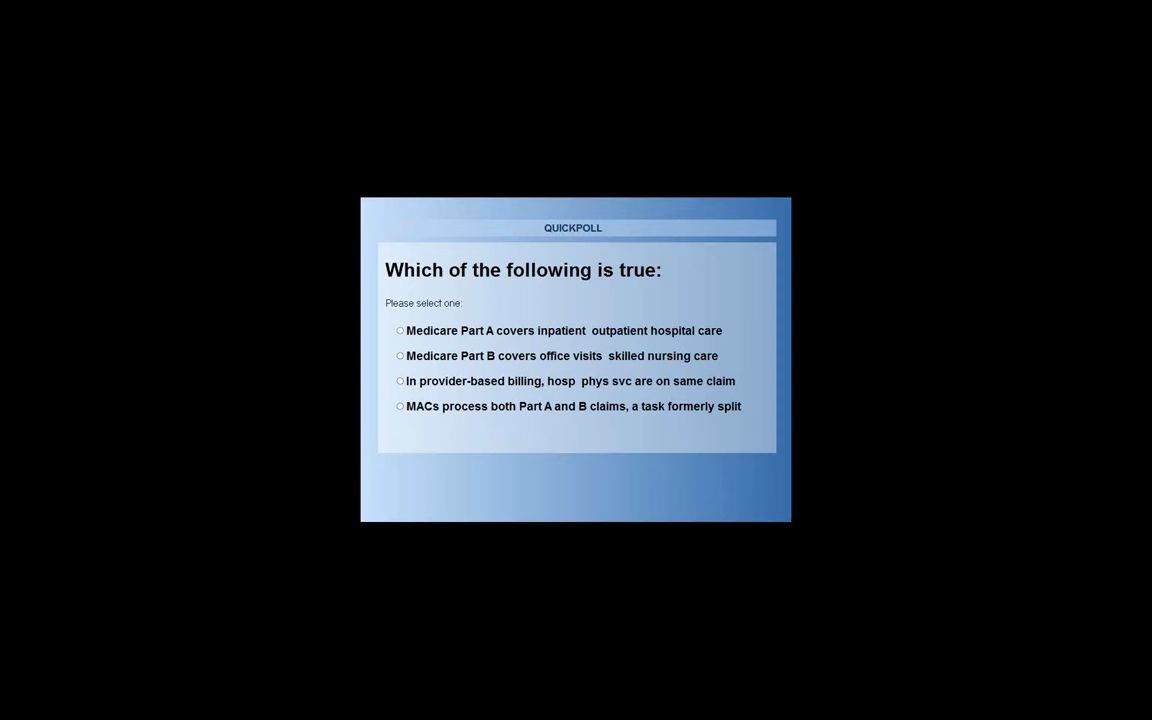 QUICKPOLL
Which of the following is true:
Please select one:
Medicare Part A covers inpatient  outpatient hospital care
Medicare Part B covers office visits  skilled nursing care
In provider-based billing, hosp  phys svc are on same claim
MACs process both Part A and B claims, a task formerly split